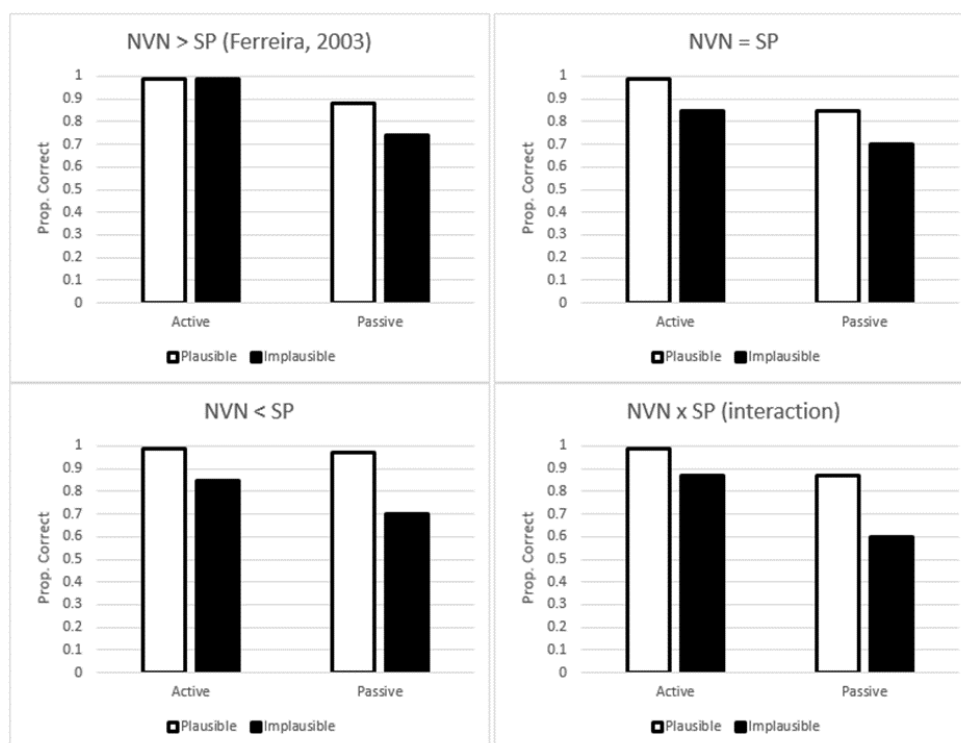 NVN > SP (Ferreira, 2003)
Prop. Correct
1
0.9
0.8
0.7
0.6
0.5
0.4
0.3
0.2
0.1
0
Active Passive
Plausible Implausible
NVN = SP
Prop. Correct
1
0.9
0.8
0.7
0.6
0.5
0.4
0.3
0.2
0.1
0
Active Passive
Plausible Implausible
NVN < SP
Prop. Correct
1
0.9
0.8
0.7
0.6
0.5
0.4
0.3
0.2
0.1
0
Active Passive
Plausible Implausible
NVN x SP (interaction)
Prop. Correct
1
0.9
0.8
0.7
0.6
0.5
0.4
0.3
0.2
0.1
0
Active Passive
Plausible Implausible